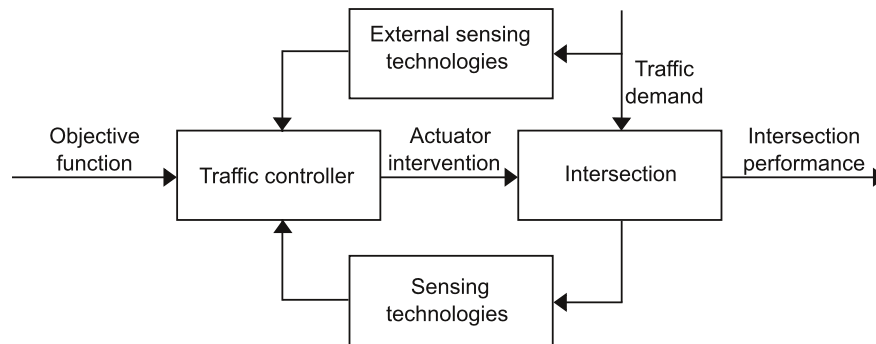 External sensing
technologies
Traffic
demand
Objective
function
Traffic controller
Actuator
intervention
Intersection
Intersection
performance
Sensing
technologies